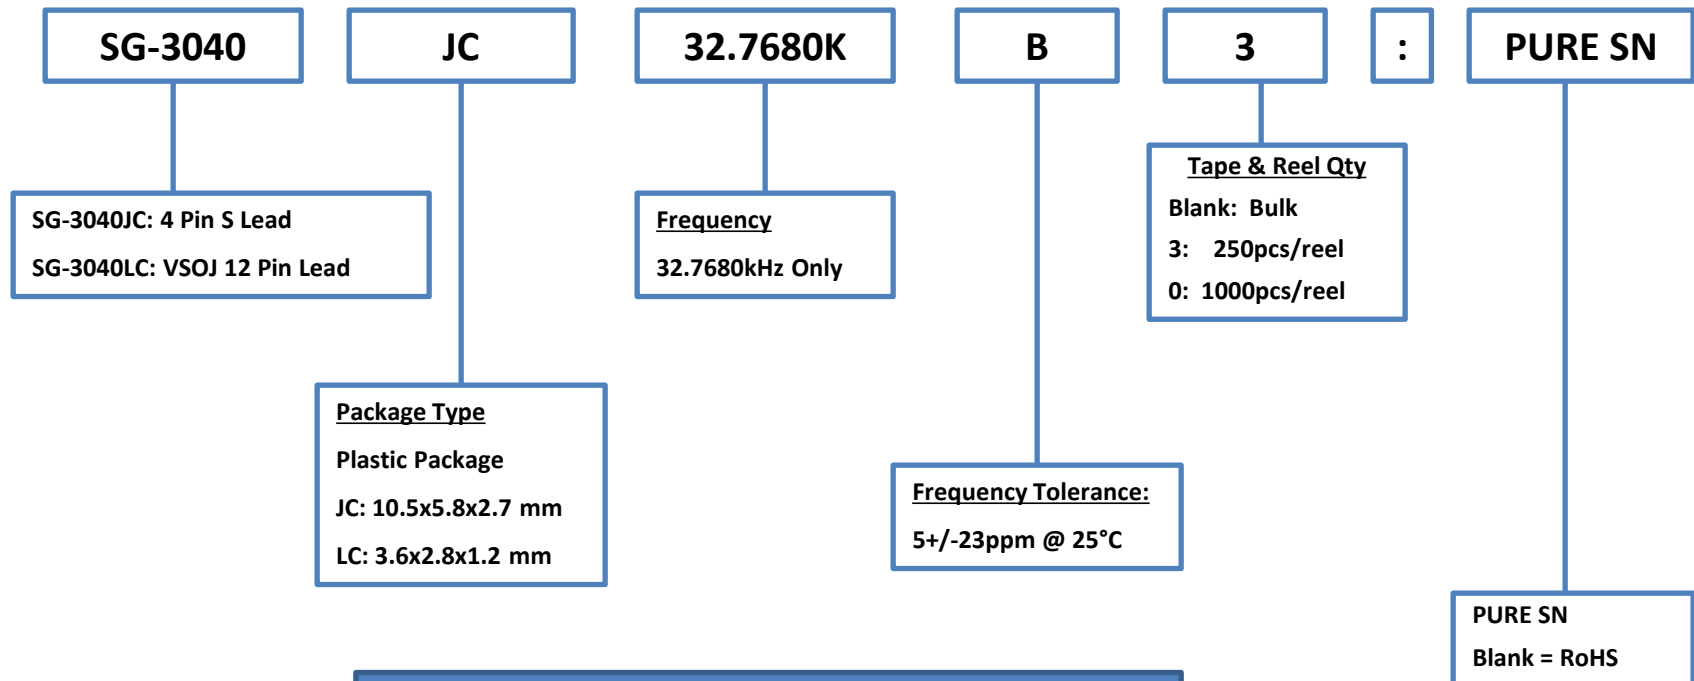 SG-3040 JC 32.7680K B 3 : PURE SN
SG-3040JC: 4 Pin S Lead
SG-3040LC: VSOJ 12 Pin Lead
Frequency
32.7680kHz Only
Tape & Reel Qty
Blank: Bulk
3: 250pcs/reel
0: 1000pcs/reel
Package Type
Plastic Package
JC: 10.5x5.8x2.7 mm
LC: 3.6x2.8x1.2 mm
Frequency Tolerance:
5+/-23ppm @ 25°C
PURE SN
Blank = RoHS